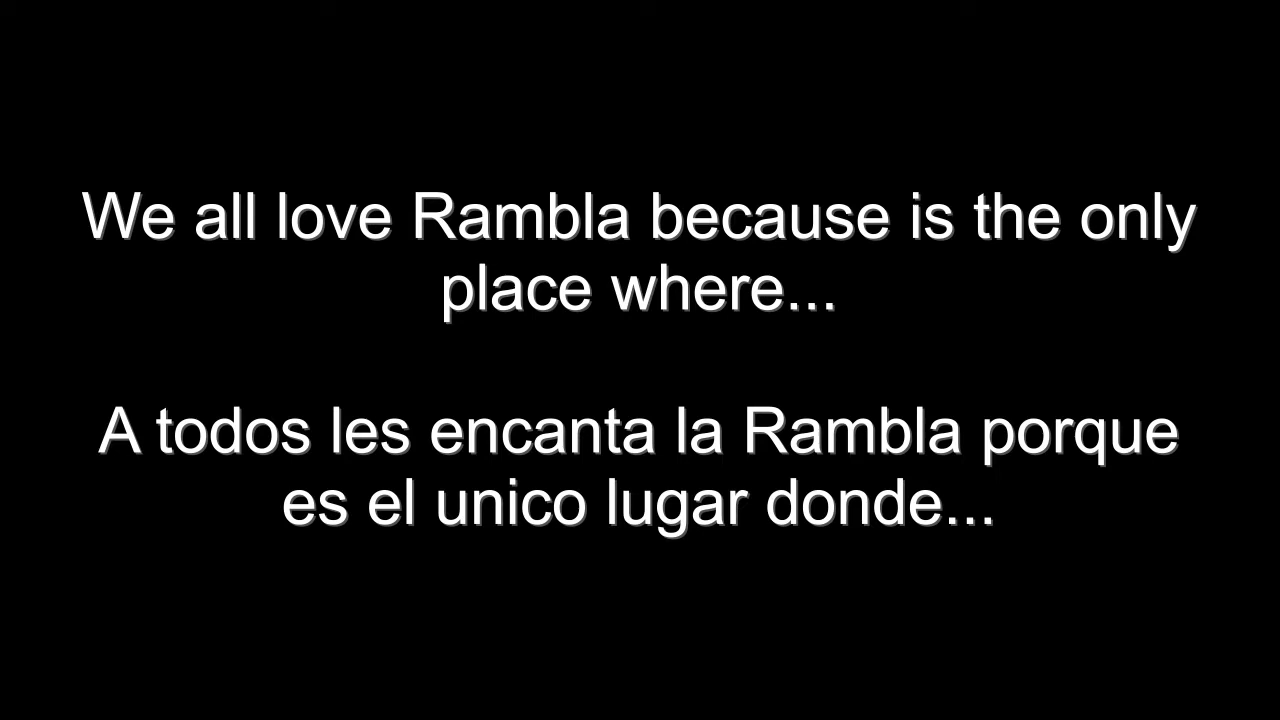 We all love Rambla because is the only
place where...
A todos les encanta la Rambla porque
es el unico lugar donde...